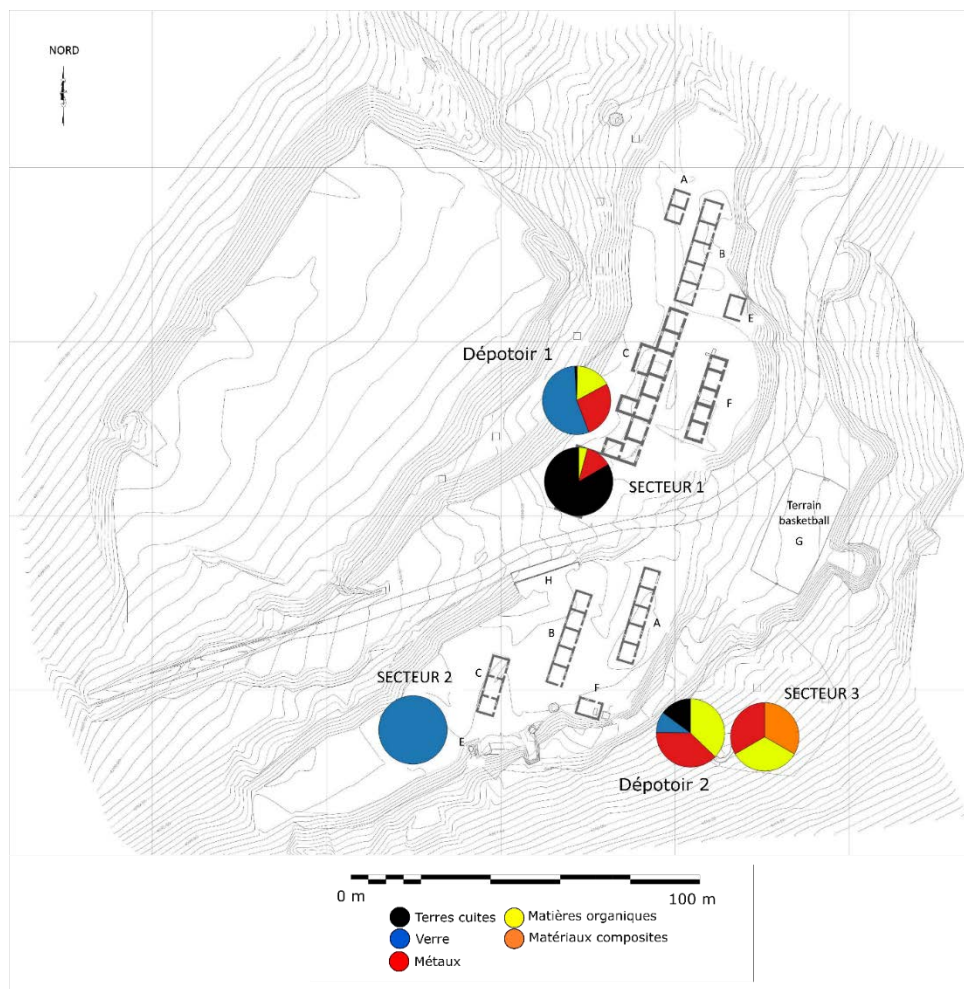 NORD
A
B
E
Dépotoir 1
C
F
SECTEUR 1
Terrain
basketball
G
H
B
A
C
SECTEUR 2
F
SECTEUR 3
E
Dépotoir 2
0 m
100 m
Terres cuites
Matières organiques
Verre
Matériaux composites
Métaux